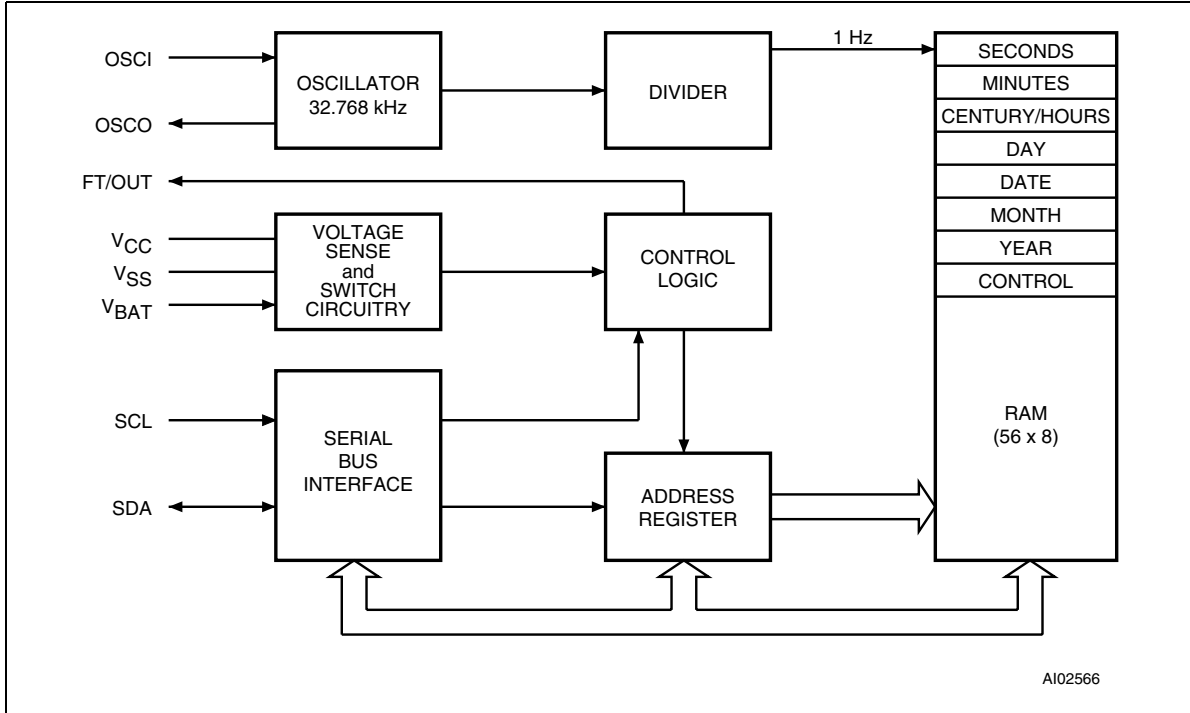 OSCI
OSCO
FT/OUT
VCC
VSS
VBAT
SCL
SDA
OSCILLATOR
32.768 kHz
DIVIDER
1 Hz
VOLTAGE
SENSE
and
SWITCH
CIRCUITRY
CONTROL
LOGIC
SERIAL
BUS
INTERFACE
ADDRESS
REGISTER
SECONDS
MINUTES
CENTURY/HOURS
DAY
DATE
MONTH
YEAR
CONTROL
RAM
(56 x 8)
AI02566